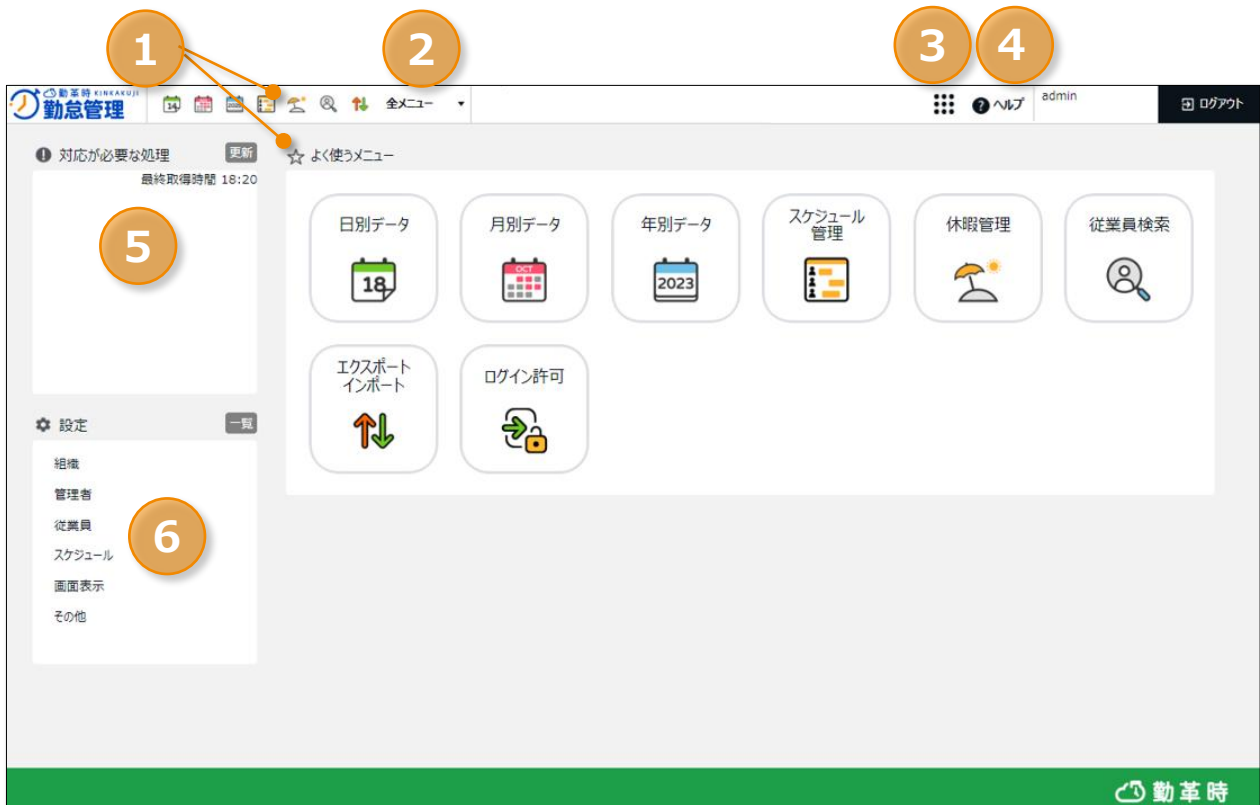 1
2
3
4
勤革時 KINKAKUJI
勤怠管理
14
全メニュー
ヘルプ
admin
ログアウト
対応が必要な処理
更新
よく使うメニュー
最終取得時間 18:20
5
日別データ
月別データ
年別データ
スケジュール
管理
休暇管理
従業員検索
18
OCT
2023
エクスポート
インポート
ログイン許可
設定
一覧
組織
管理者
従業員
6
スケジュール
画面表示
その他
勤革時